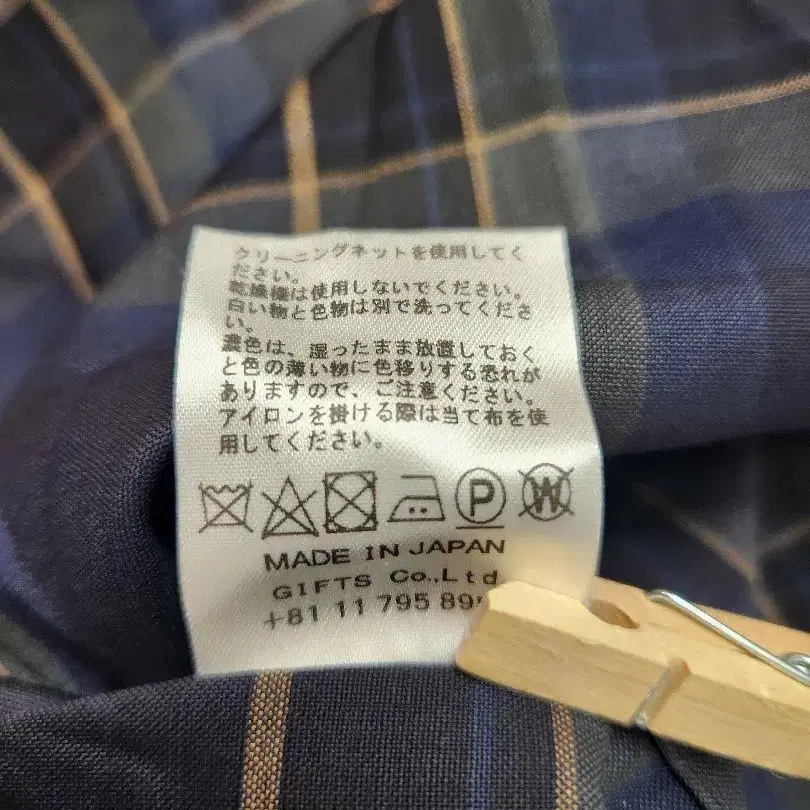 クリーニングネットを使用してく
ださい。
乾燥機は使用しないでください。
白い物と色物は別で洗ってくださ
い。
濃色は、湿ったまま放置しておく
と色の薄い物に色移りする恐れが
ありますので、ご注意ください。
アイロンを掛ける際は当て布を使
用してください。
P W
MADE IN JAPAN
GIFTS Co.,Ltd
+81 11 795 89